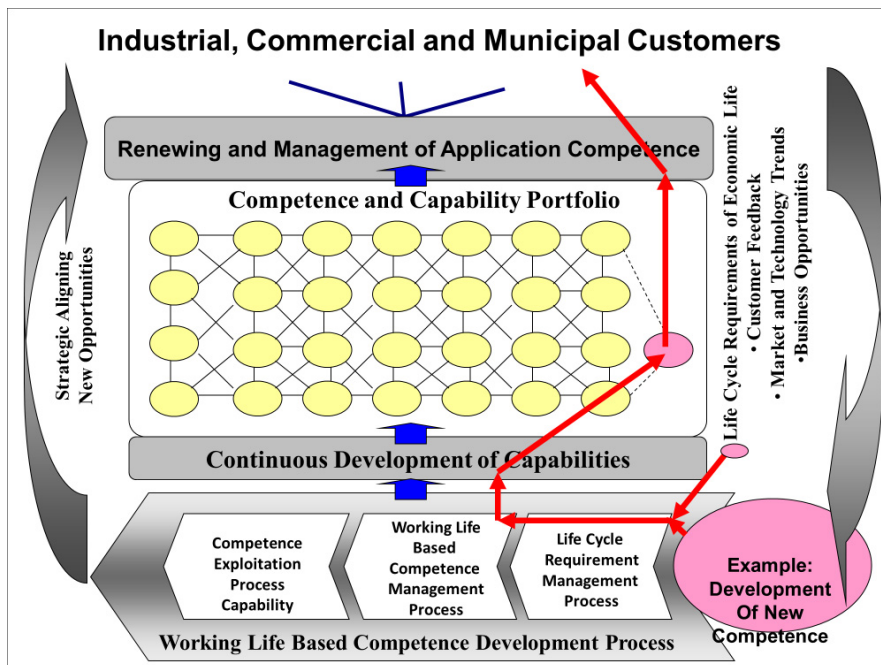 Industrial, Commercial and Municipal Customers
Renewing and Management of Application Competence
Competence and Capability Portfolio
Strategic Aligning
New Opportunities
Life Cycle Requirements of Economic Life
• Customer Feedback
• Market and Technology Trends
•Business Opportunities
Continuous Development of Capabilities
Competence
Exploitation
Process
Capability
Working Life
Based
Competence
Management
Process
Life Cycle
Requirement
Management
Process
Example:
Development
Of New
Competence
Working Life Based Competence Development Process